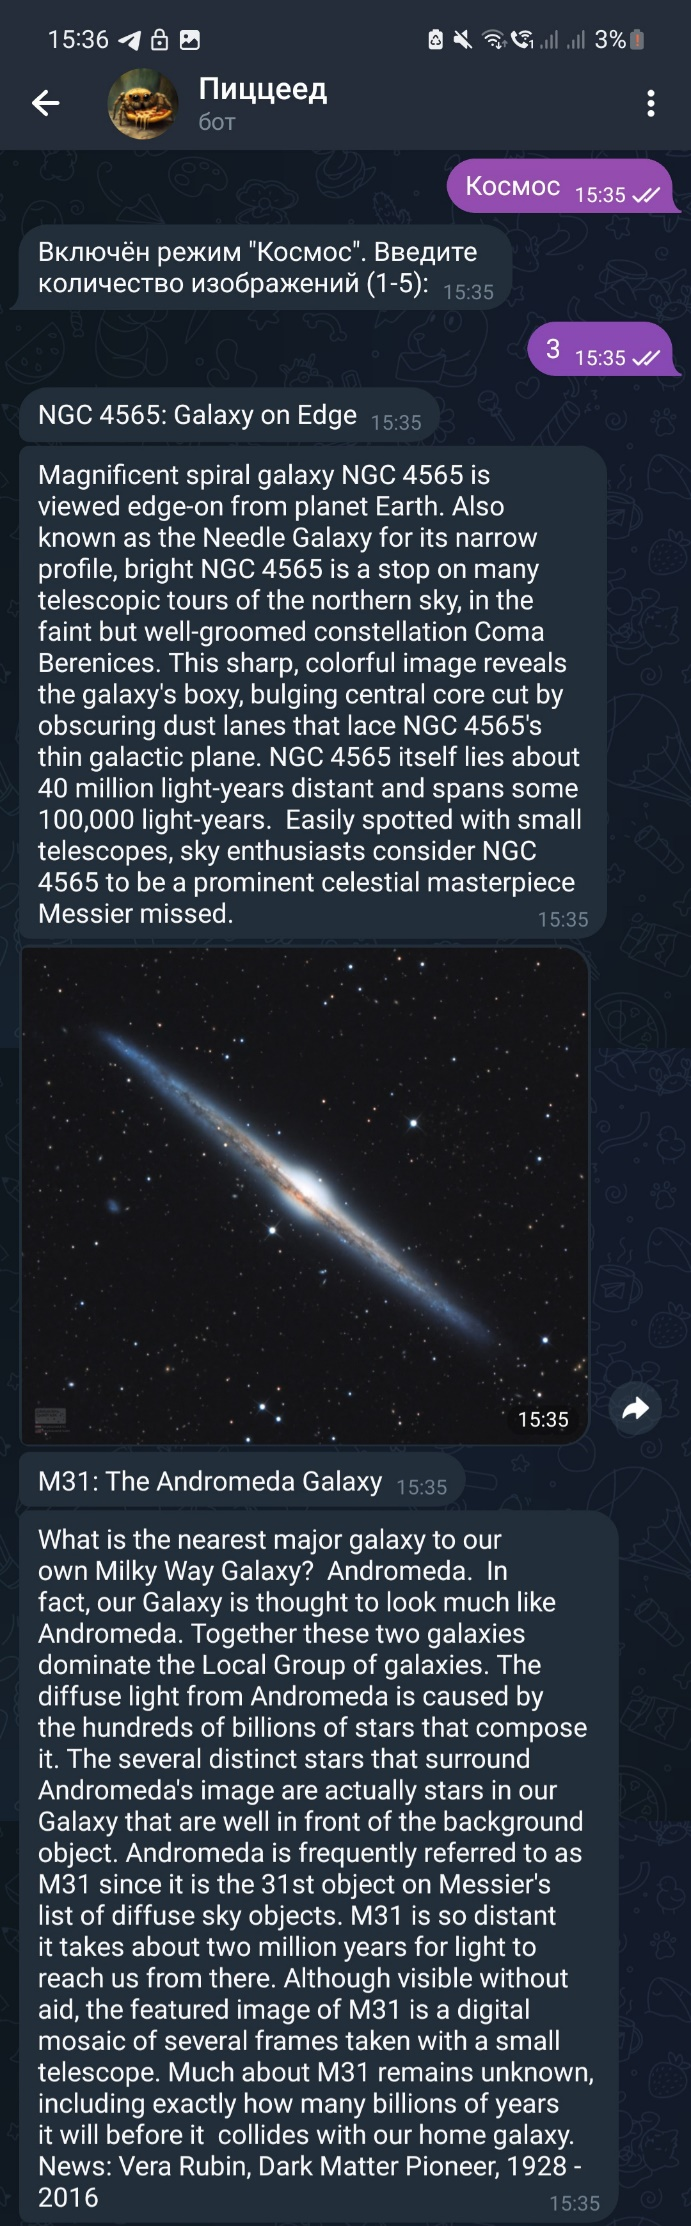 15:36
3%
Пиццеед
бот
Космос 15:35
Включён режим "Космос". Введите
количество изображений (1-5): 15:35
3 15:35
NGC 4565: Galaxy on Edge 15:35
Magnificent spiral galaxy NGC 4565 is
viewed edge-on from planet Earth. Also
known as the Needle Galaxy for its narrow
profile, bright NGC 4565 is a stop on many
telescopic tours of the northern sky, in the
faint but well-groomed constellation Coma
Berenices. This sharp, colorful image reveals
the galaxy's boxy, bulging central core cut by
obscuring dust lanes that lace NGC 4565's
thin galactic plane. NGC 4565 itself lies about
40 million light-years distant and spans some
100,000 light-years.  Easily spotted with small
telescopes, sky enthusiasts consider NGC
4565 to be a prominent celestial masterpiece
Messier missed. 15:35
15:35
M31: The Andromeda Galaxy 15:35
What is the nearest major galaxy to our
own Milky Way Galaxy?  Andromeda.  In
fact, our Galaxy is thought to look much like
Andromeda. Together these two galaxies
dominate the Local Group of galaxies. The
diffuse light from Andromeda is caused by
the hundreds of billions of stars that compose
it. The several distinct stars that surround
Andromeda's image are actually stars in our
Galaxy that are well in front of the background
object. Andromeda is frequently referred to as
M31 since it is the 31st object on Messier's
list of diffuse sky objects. M31 is so distant
it takes about two million years for light to
reach us from there. Although visible without
aid, the featured image of M31 is a digital
mosaic of several frames taken with a small
telescope. Much about M31 remains unknown,
including exactly how many billions of years
it will before it  collides with our home galaxy.
News: Vera Rubin, Dark Matter Pioneer, 1928 -
2016 15:35